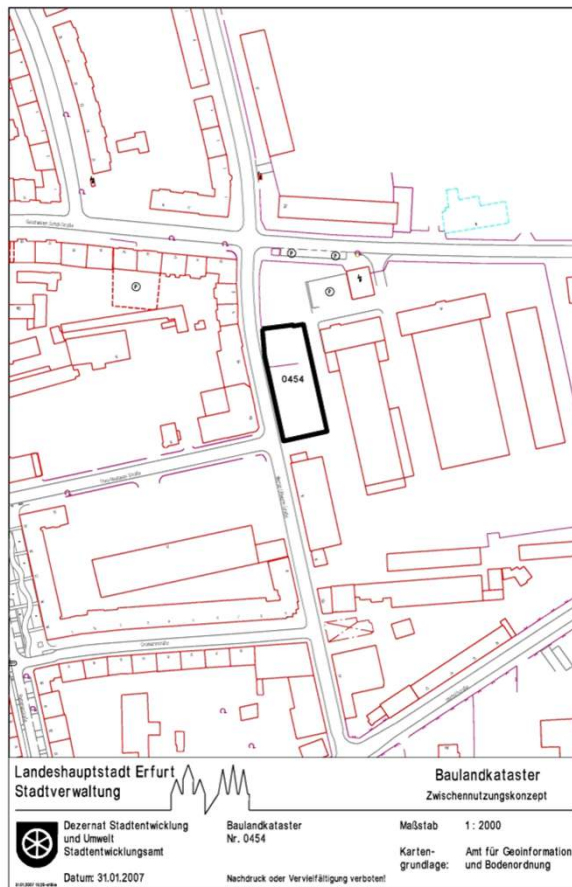 0454
Landeshauptstadt Erfurt
Stadtverwaltung
Baulandkataster
Zwischennutzungskonzept
Dezernat Stadtentwicklung
und Umwelt
Stadtentwicklungsamt
Datum: 31.01.2007
Baulandkataster
Nr. 0454
Nachdruck oder Vervielfältigung verboten!
Maßstab 1 : 2000
Karten-
grundlage: Amt für Geoinformation
und Bodenordnung